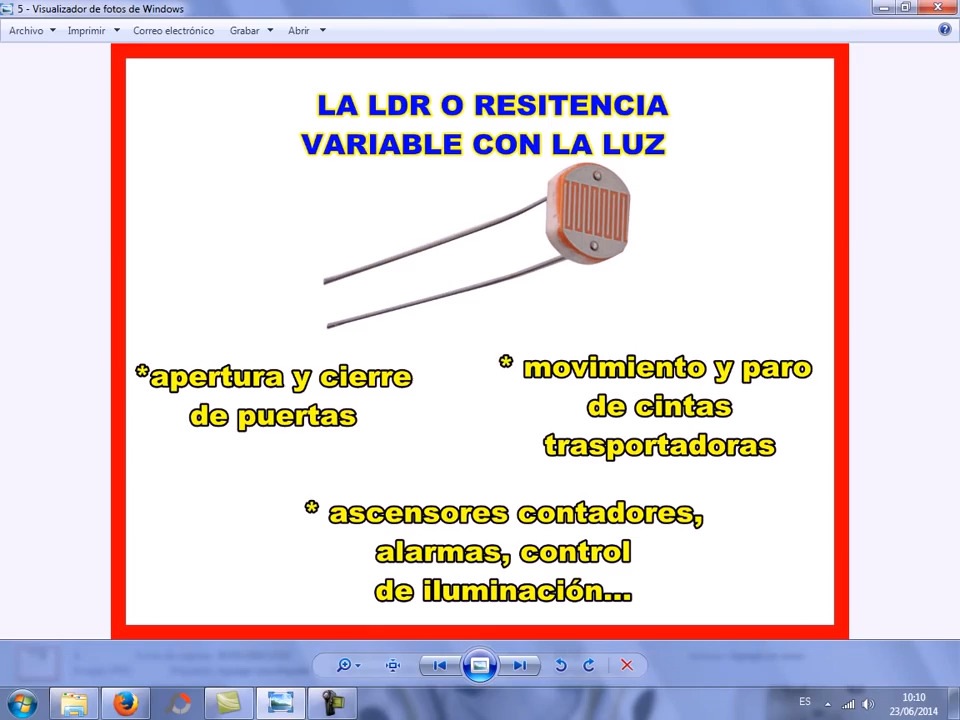 5 - Visualizador de fotos de Windows
Archivo Imprimir Correo electrónico Grabar Abrir
LA LDR O RESITENCIA
VARIABLE CON LA LUZ
*apertura y cierre
de puertas
* movimiento y paro
de cintas
trasportadoras
* ascensores contadores,
alarmas, control
de iluminación...
ES
10:10
23/06/2014